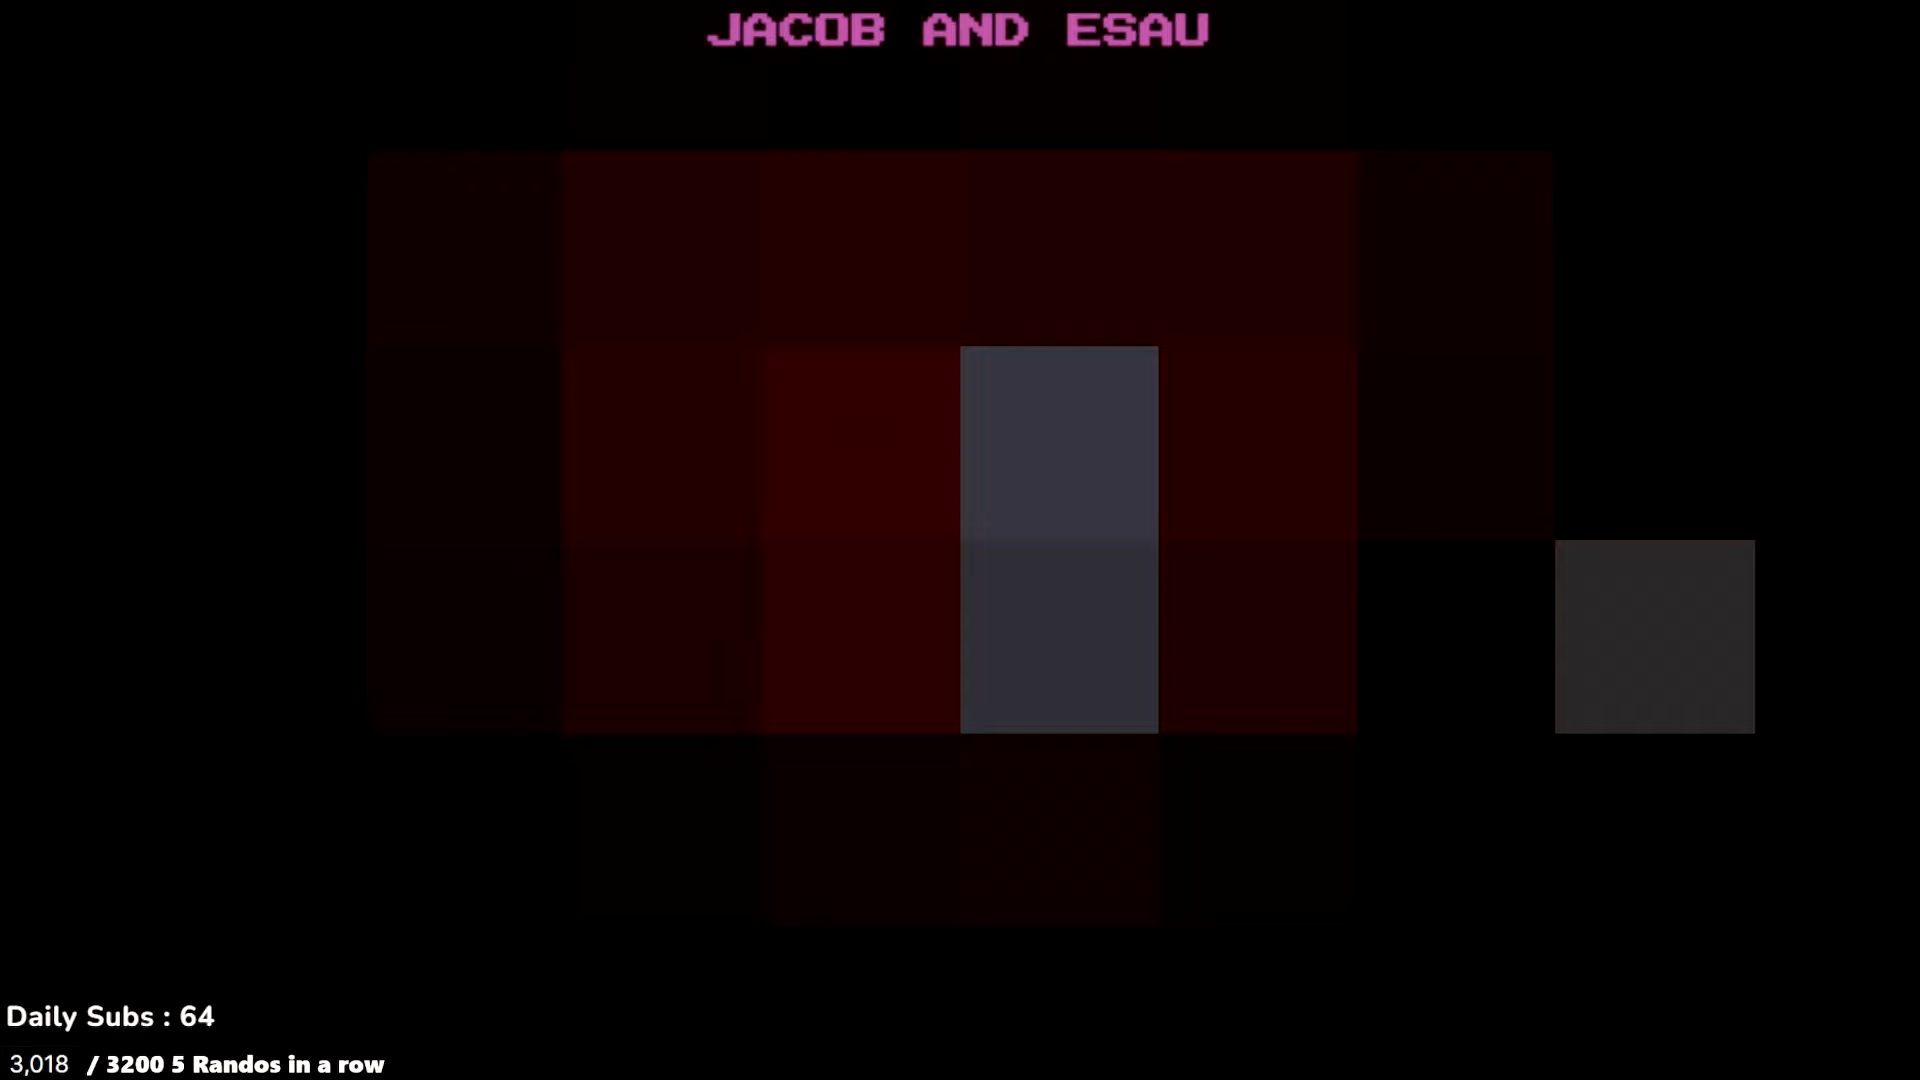 JACOB AND ESAU
Daily Subs : 64
3,018 / 3200 5 Randos in a row